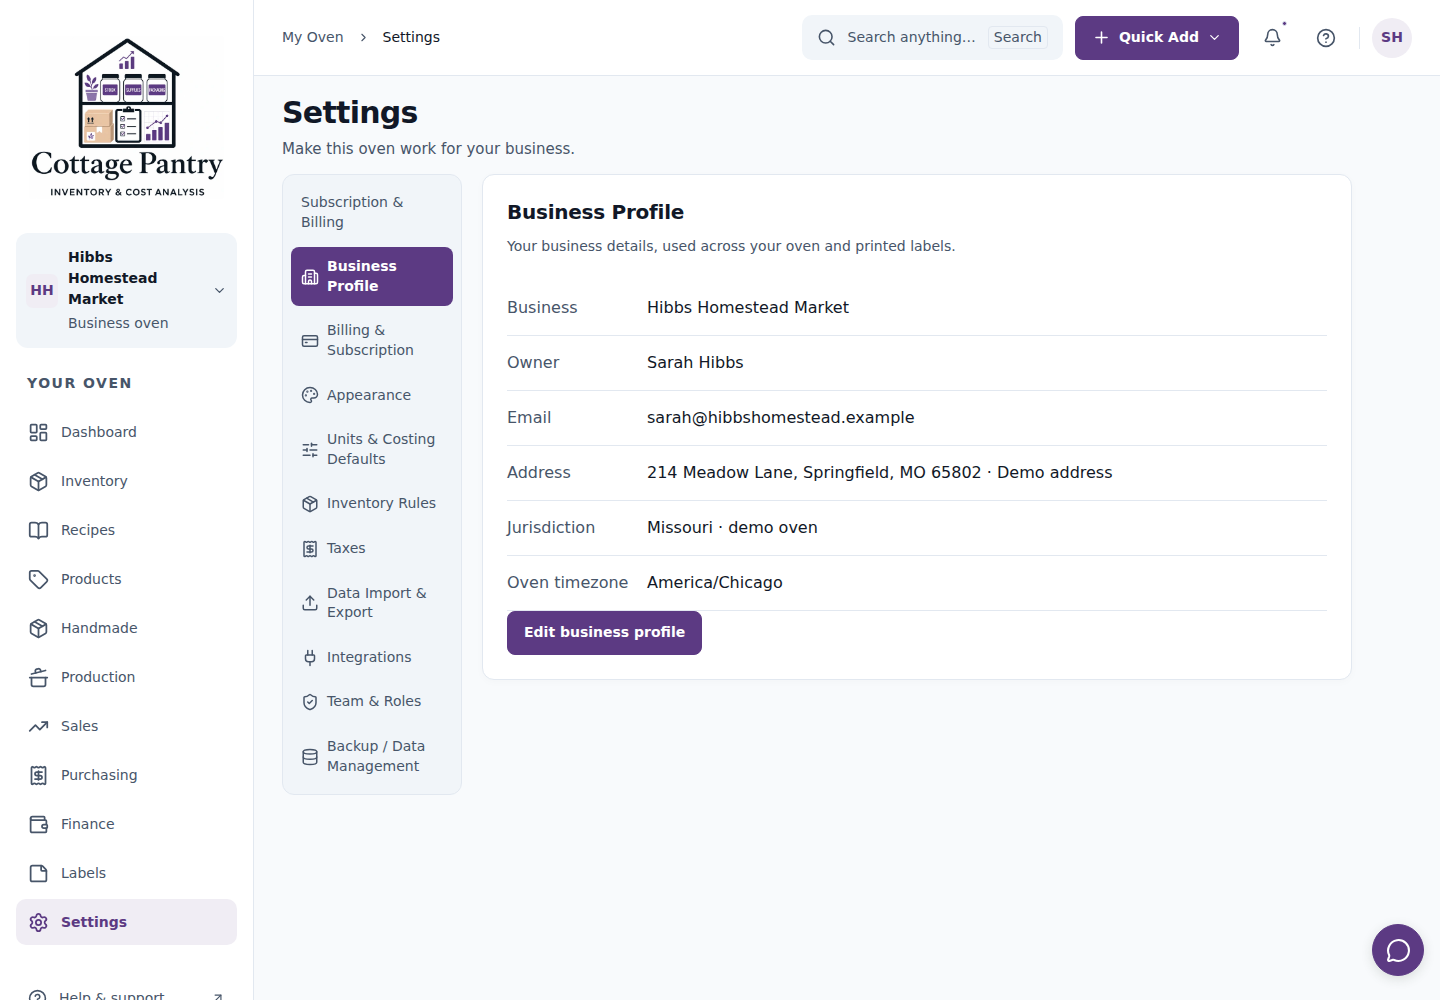 My Oven
Settings
Search anything...
Search
Quick Add
SH
Cottage Pantry
INVENTORY & COST ANALYSIS
HH
Hibbs
Homestead
Market
Business oven
YOUR OVEN
Dashboard
Inventory
Recipes
Products
Handmade
Production
Sales
Purchasing
Finance
Labels
Settings
Help & support
Settings
Make this oven work for your business.
Subscription &
Billing
Business
Profile
Billing &
Subscription
Appearance
Units & Costing
Defaults
Inventory Rules
Taxes
Data Import &
Export
Integrations
Team & Roles
Backup / Data
Management
Business Profile
Your business details, used across your oven and printed labels.
Business Hibbs Homestead Market
Owner Sarah Hibbs
Email sarah@hibbshomestead.example
Address 214 Meadow Lane, Springfield, MO 65802 · Demo address
Jurisdiction Missouri · demo oven
Oven timezone America/Chicago
Edit business profile